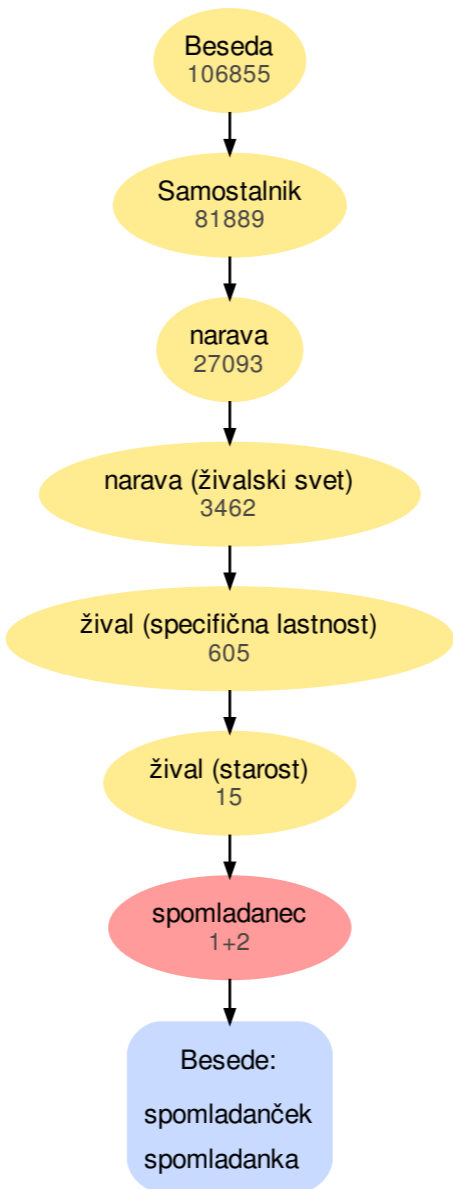 Beseda
106855
Samostalnik
81889
narava
27093
narava (živalski svet)
3462
žival (specifična lastnost)
605
žival (starost)
15
spomladanec
1+2
Besede:
spomladanček
spomladanka